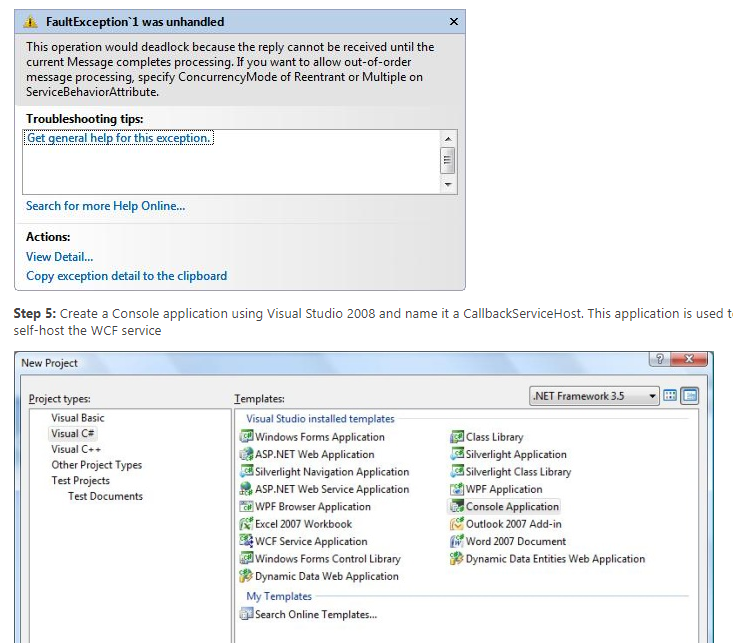 FaultException`1 was unhandled
This operation would deadlock because the reply cannot be received until the
current Message completes processing. If you want to allow out-of-order
message processing, specify ConcurrencyMode of Reentrant or Multiple on
ServiceBehaviorAttribute.
Troubleshooting tips:
Get general help for this exception.
Search for more Help Online...
Actions:
View Detail...
Copy exception detail to the clipboard
Step 5: Create a Console application using Visual Studio 2008 and name it a CallbackServiceHost. This application is used t
self-host the WCF service
New Project
Project types:
Visual Basic
Visual C#
Visual C++
Other Project Types
Test Projects
Test Documents
Templates:
.NET Framework 3.5
Visual Studio installed templates
Windows Forms Application
Class Library
ASP.NET Web Application
Silverlight Application
Silverlight Navigation Application
Silverlight Class Library
ASP.NET Web Service Application
WPF Application
WPF Browser Application
Console Application
Excel 2007 Workbook
Outlook 2007 Add-in
WCF Service Application
Word 2007 Document
Windows Forms Control Library
Dynamic Data Entities Web Application
Dynamic Data Web Application
My Templates
Search Online Templates...